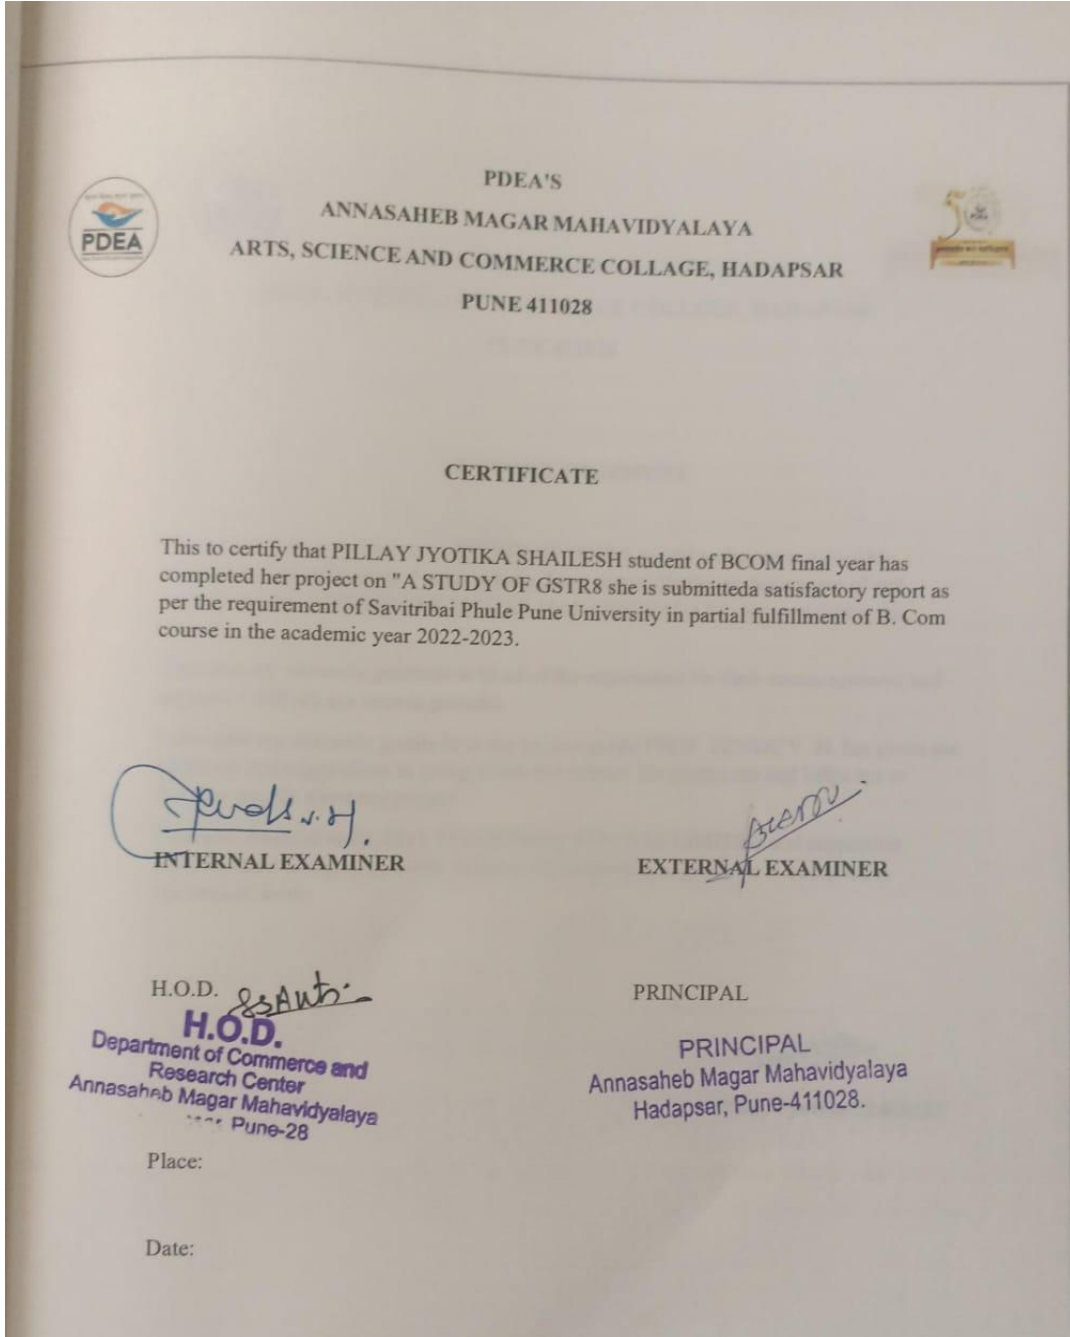 PDEA'S
ANNASAHEB MAGAR MAHAVIDYALAYA
ARTS, SCIENCE AND COMMERCE COLLAGE, HADAPSAR
PUNE 411028
PDEA
CERTIFICATE
This to certify that PILLAY JYOTIKA SHAILESH student of BCOM final year has
completed her project on "A STUDY OF GSTR8 she is submitteda satisfactory report as
per the requirement of Savitribai Phule Pune University in partial fulfillment of B. Com
course in the academic year 2022-2023.
INTERNAL EXAMINER
EXTERNAL EXAMINER
H.O.D.
H.O.D.
Department of Commerce and
Research Center
Annasaheb Magar Mahavidyalaya
Pune-28
PRINCIPAL
PRINCIPAL
Annasaheb Magar Mahavidyalaya
Hadapsar, Pune-411028.
Place:
Date: